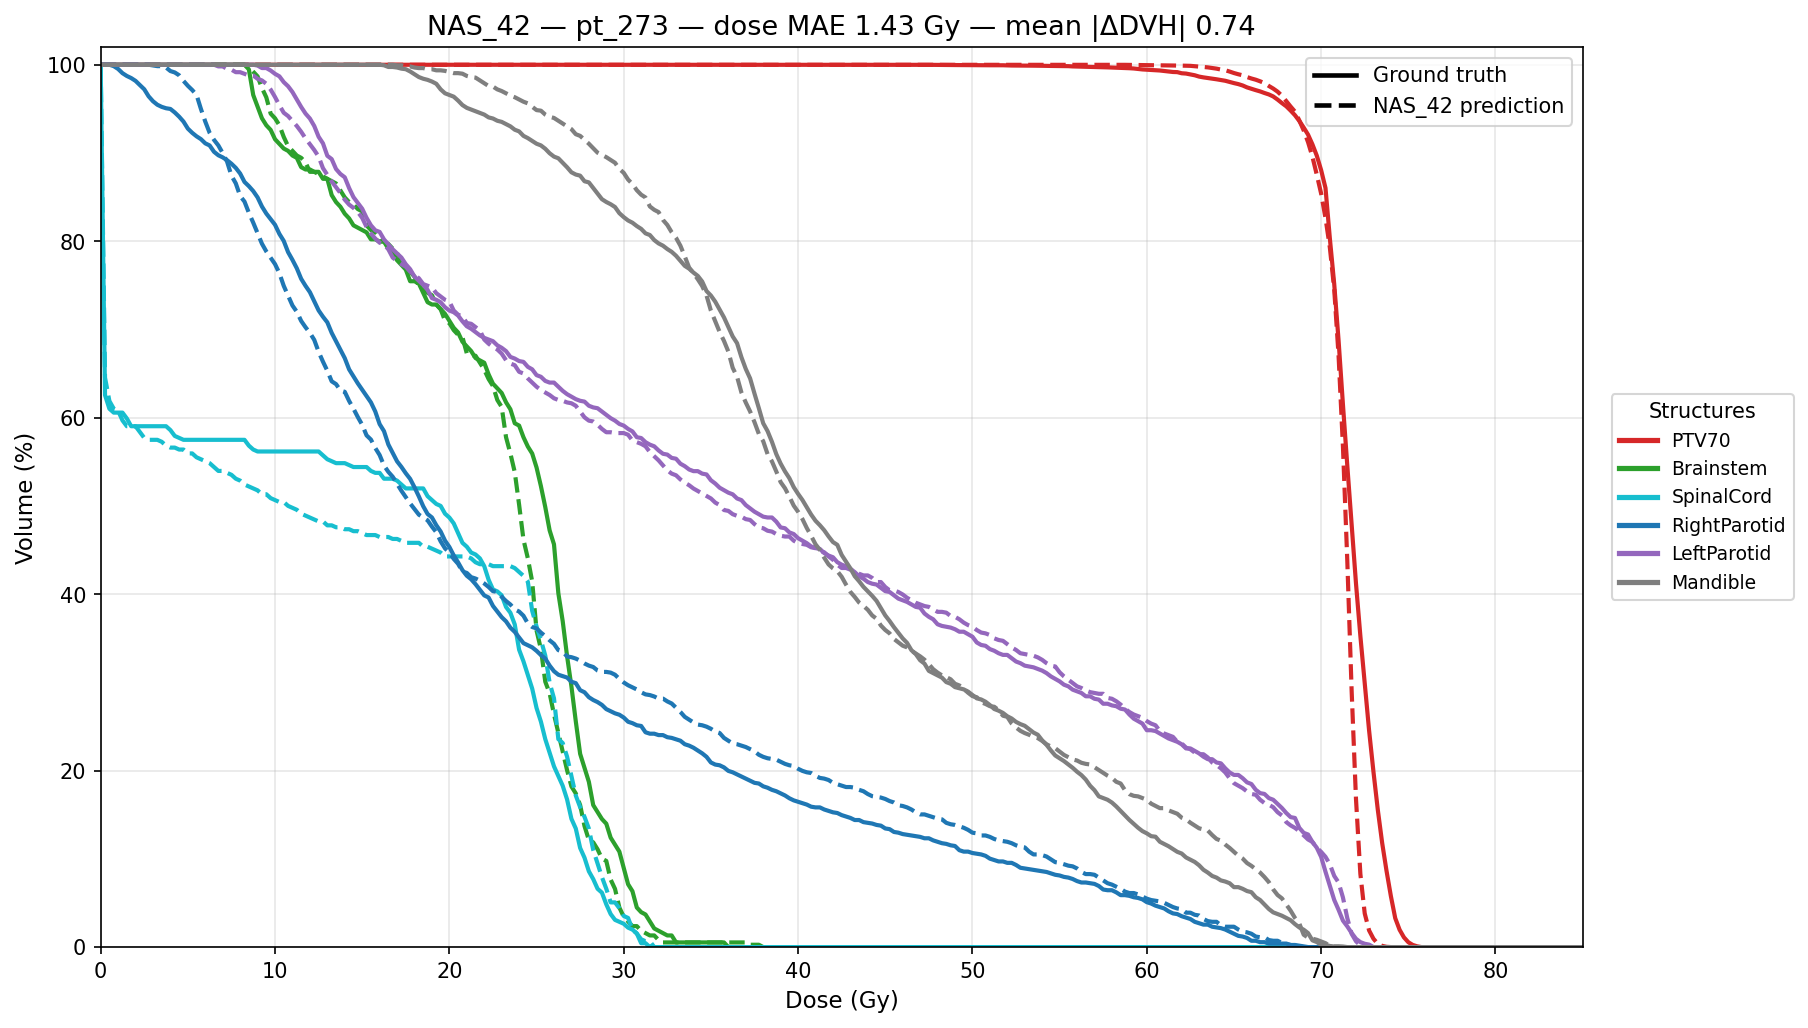 NAS_42 — pt_273 — dose MAE 1.43 Gy — mean |ΔDVH| 0.74
Ground truth
NAS_42 prediction
Volume (%)
100
80
60
40
20
0
0 10 20 30 40 50 60 70 80
Dose (Gy)
Structures
PTV70
Brainstem
SpinalCord
RightParotid
LeftParotid
Mandible